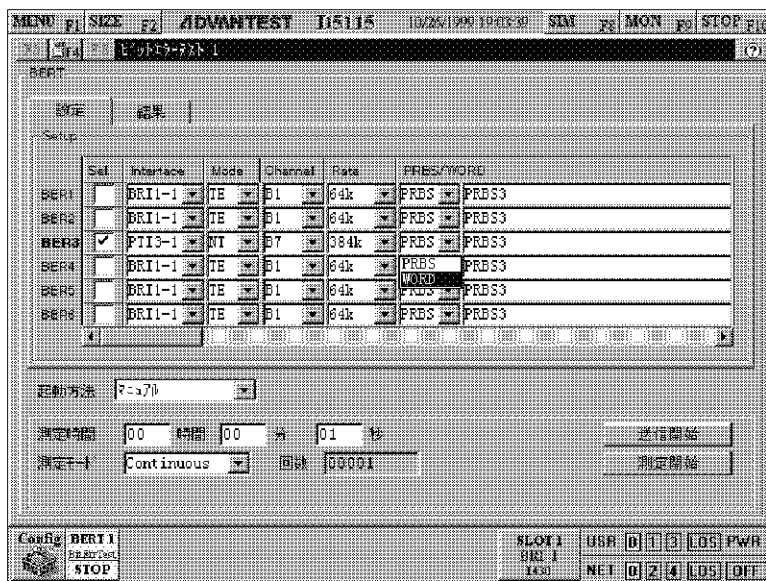 MENU F1 SIZE F2 ADVANTEST 10/26/1999 19:03:39 SIM F8 MON F9 STOP F10
F4 ビットエラーテスト 1
BERT
設定 結果
Setup
Sel Interface Mode Channel Rate PRBS/WORD
BER1 BRI1-1 TE B1 64k PRBS PRBS3
BER2 BRI1-1 TE B1 64k PRBS PRBS3
BER3 PTI3-1 NT B7 384k PRBS PRBS3
BER4 BRI1-1 TE B1 64k PRBS PRBS3
BER5 BRI1-1 TE B1 64k WORD PRBS3
BER6 BRI1-1 TE B1 64k PRBS PRBS3
起動方法 マニュアル
測定時間 00 時間 00 分 01 秒 送信開始
測定モード Continuous 回数 00001 測定開始
Config BERT 1 SLOT 1 USR 0 1 3 LOS PWR
BitErrTest BRI I
STOP 1430 NET 0 2 4 LOS OFF